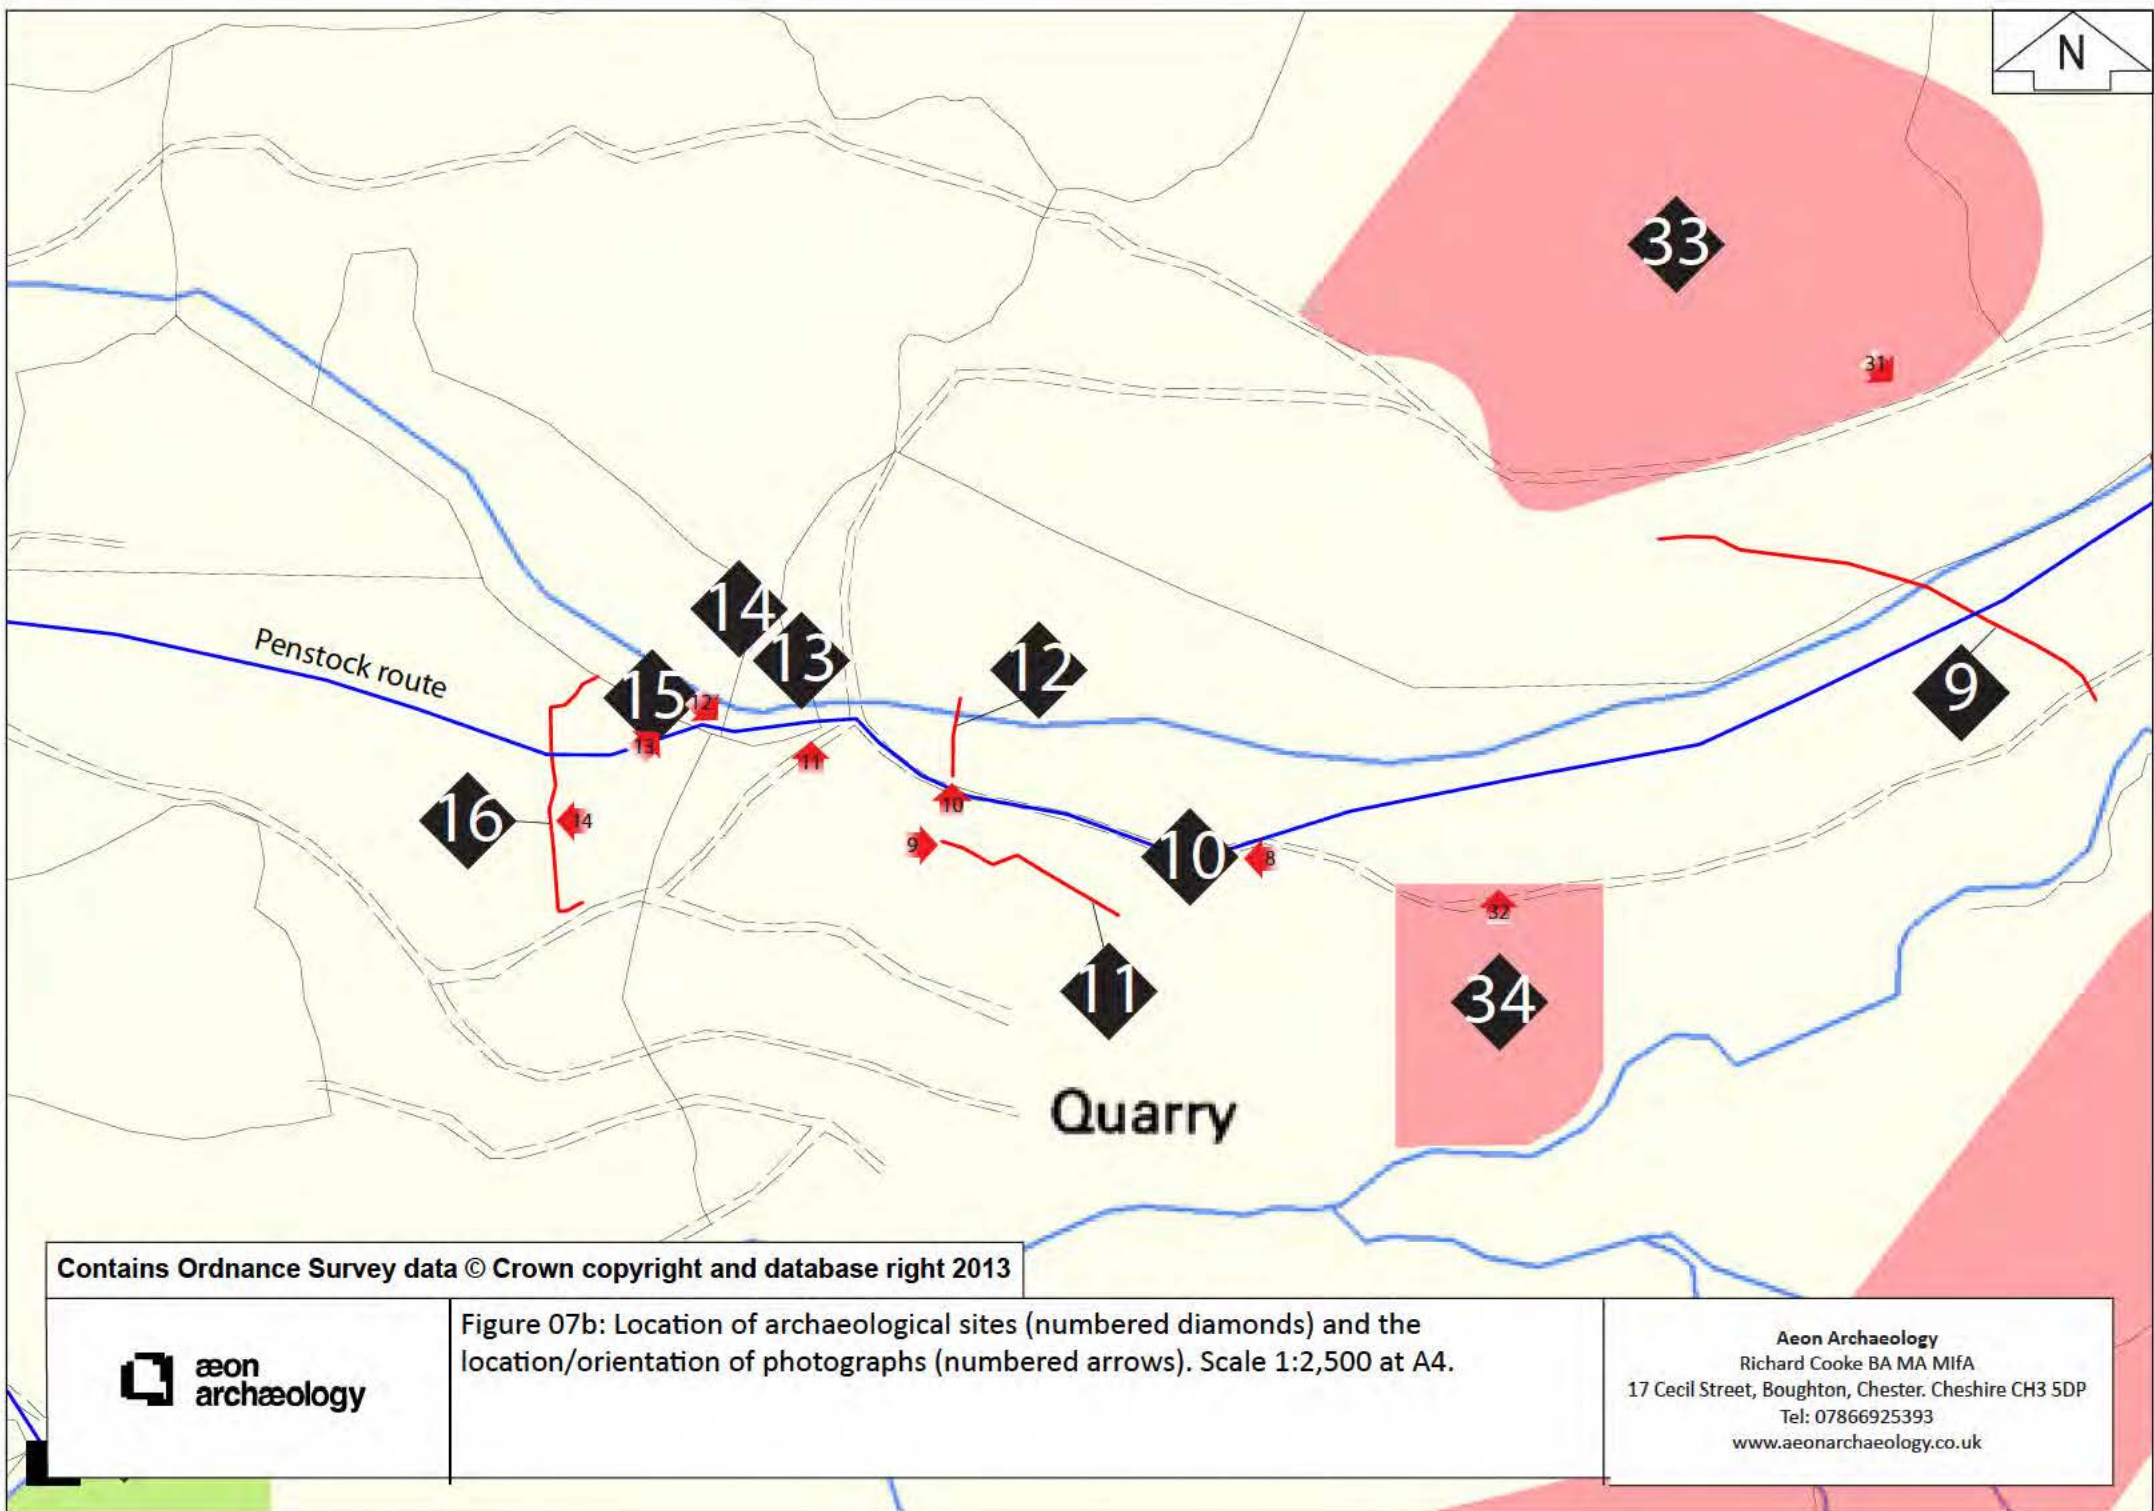 N
33
31
Penstock route
14
13
12
15
12
13
11
9
16
14
10
9
10
8
32
11
34
Quarry
Contains Ordnance Survey data © Crown copyright and database right 2013
æon
archæology
Figure 07b: Location of archaeological sites (numbered diamonds) and the
location/orientation of photographs (numbered arrows). Scale 1:2,500 at A4.
Aeon Archaeology
Richard Cooke BA MA MIfA
17 Cecil Street, Boughton, Chester. Cheshire CH3 5DP
Tel: 07866925393
www.aeonarchaeology.co.uk